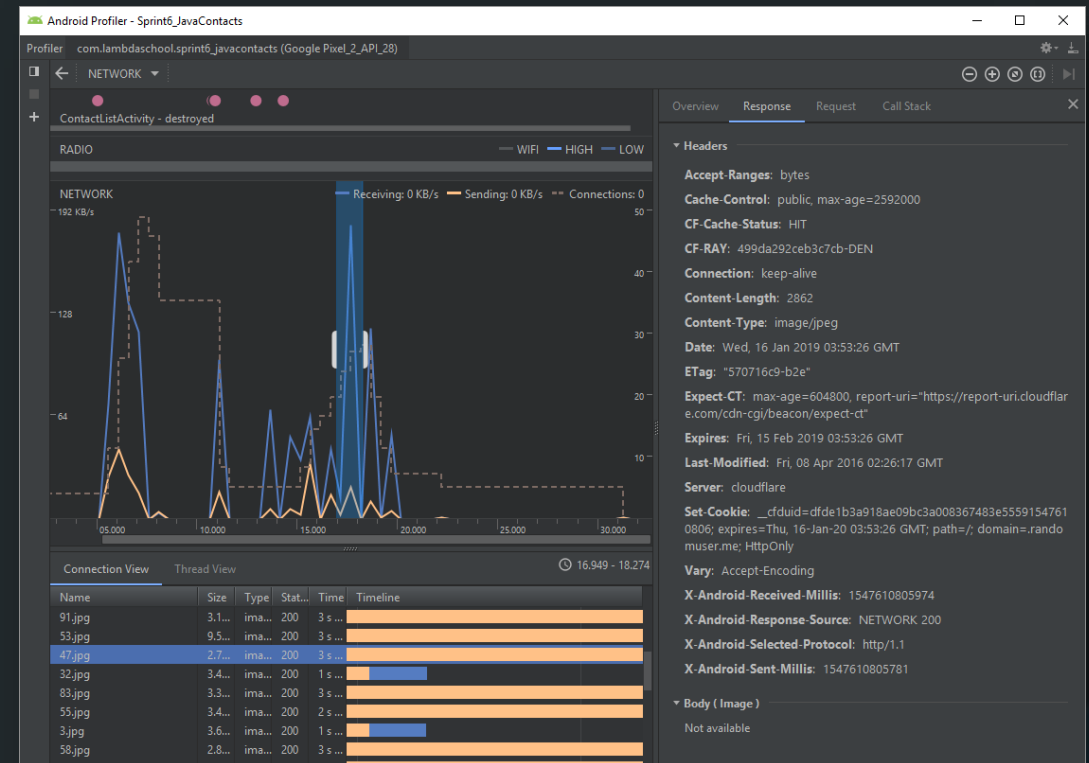 Android Profiler - Sprint6_JavaContacts
Profiler com.lambdaschool.sprint6_javacontacts (Google Pixel_2_API_28)
NETWORK
ContactListActivity - destroyed
RADIO
WIFI HIGH LOW
NETWORK
Receiving: 0 KB/s Sending: 0 KB/s Connections: 0
192 KB/s
50
40
128
30
20
64
10
05.000 10.000 15.000 20.000 25.000 30.000
Connection View Thread View 16.949 - 18.274
Name Size Type Stat... Time Timeline
91.jpg 3.1... ima... 200 3 s ...
53.jpg 9.5... ima... 200 3 s ...
47.jpg 2.7... ima... 200 3 s ...
32.jpg 3.4... ima... 200 1 s ...
83.jpg 3.3... ima... 200 3 s ...
55.jpg 3.4... ima... 200 2 s ...
3.jpg 3.6... ima... 200 1 s ...
58.jpg 2.8... ima... 200 3 s ...
Overview Response Request Call Stack
Headers
Accept-Ranges: bytes
Cache-Control: public, max-age=2592000
CF-Cache-Status: HIT
CF-RAY: 499da292ceb3c7cb-DEN
Connection: keep-alive
Content-Length: 2862
Content-Type: image/jpeg
Date: Wed, 16 Jan 2019 03:53:26 GMT
ETag: "570716c9-b2e"
Expect-CT: max-age=604800, report-uri="https://report-uri.cloudflar
e.com/cdn-cgi/beacon/expect-ct"
Expires: Fri, 15 Feb 2019 03:53:26 GMT
Last-Modified: Fri, 08 Apr 2016 02:26:17 GMT
Server: cloudflare
Set-Cookie: __cfduid=dfde1b3a918ae09bc3a008367483e5559154761
0806; expires=Thu, 16-Jan-20 03:53:26 GMT; path=/; domain=.rando
muser.me; HttpOnly
Vary: Accept-Encoding
X-Android-Received-Millis: 1547610805974
X-Android-Response-Source: NETWORK 200
X-Android-Selected-Protocol: http/1.1
X-Android-Sent-Millis: 1547610805781
Body ( Image )
Not available